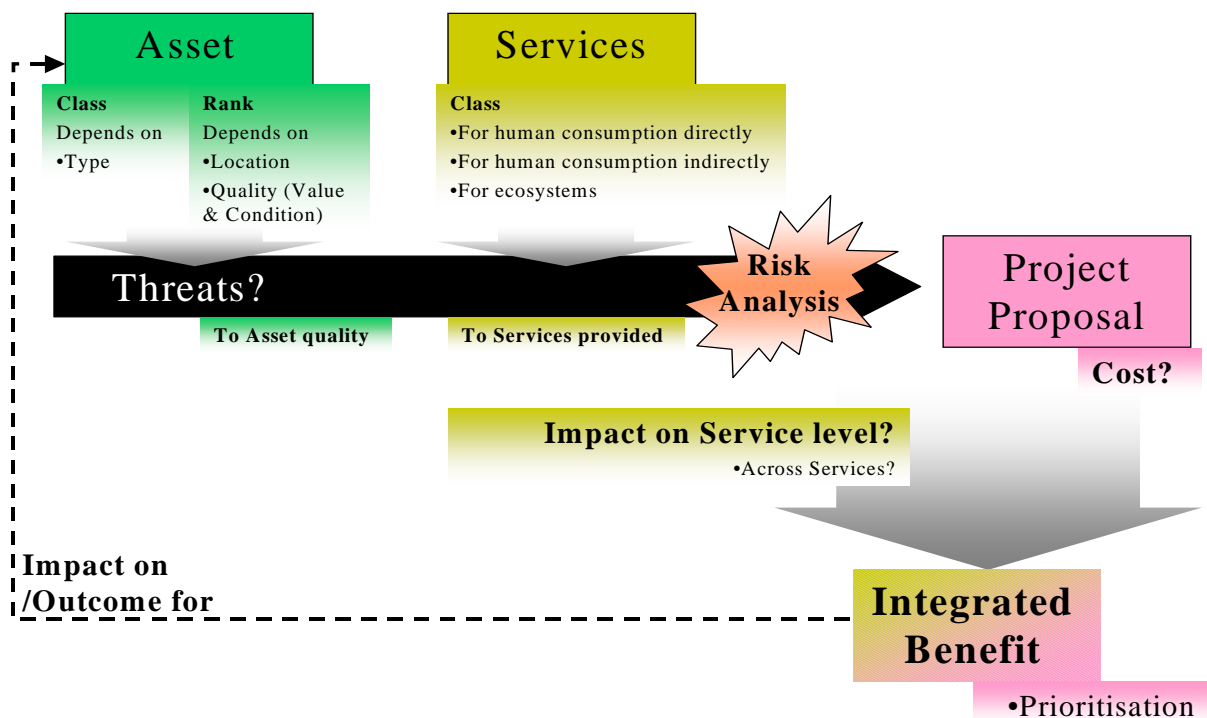 Asset
Services
Class
Depends on
•Type
Rank
Depends on
•Location
•Quality (Value
& Condition)
Class
•For human consumption directly
•For human consumption indirectly
•For ecosystems
Threats?
Risk
Analysis
Project
Proposal
To Asset quality
To Services provided
Cost?
Impact on Service level?
•Across Services?
Impact on
/Outcome for
Integrated
Benefit
•Prioritisation